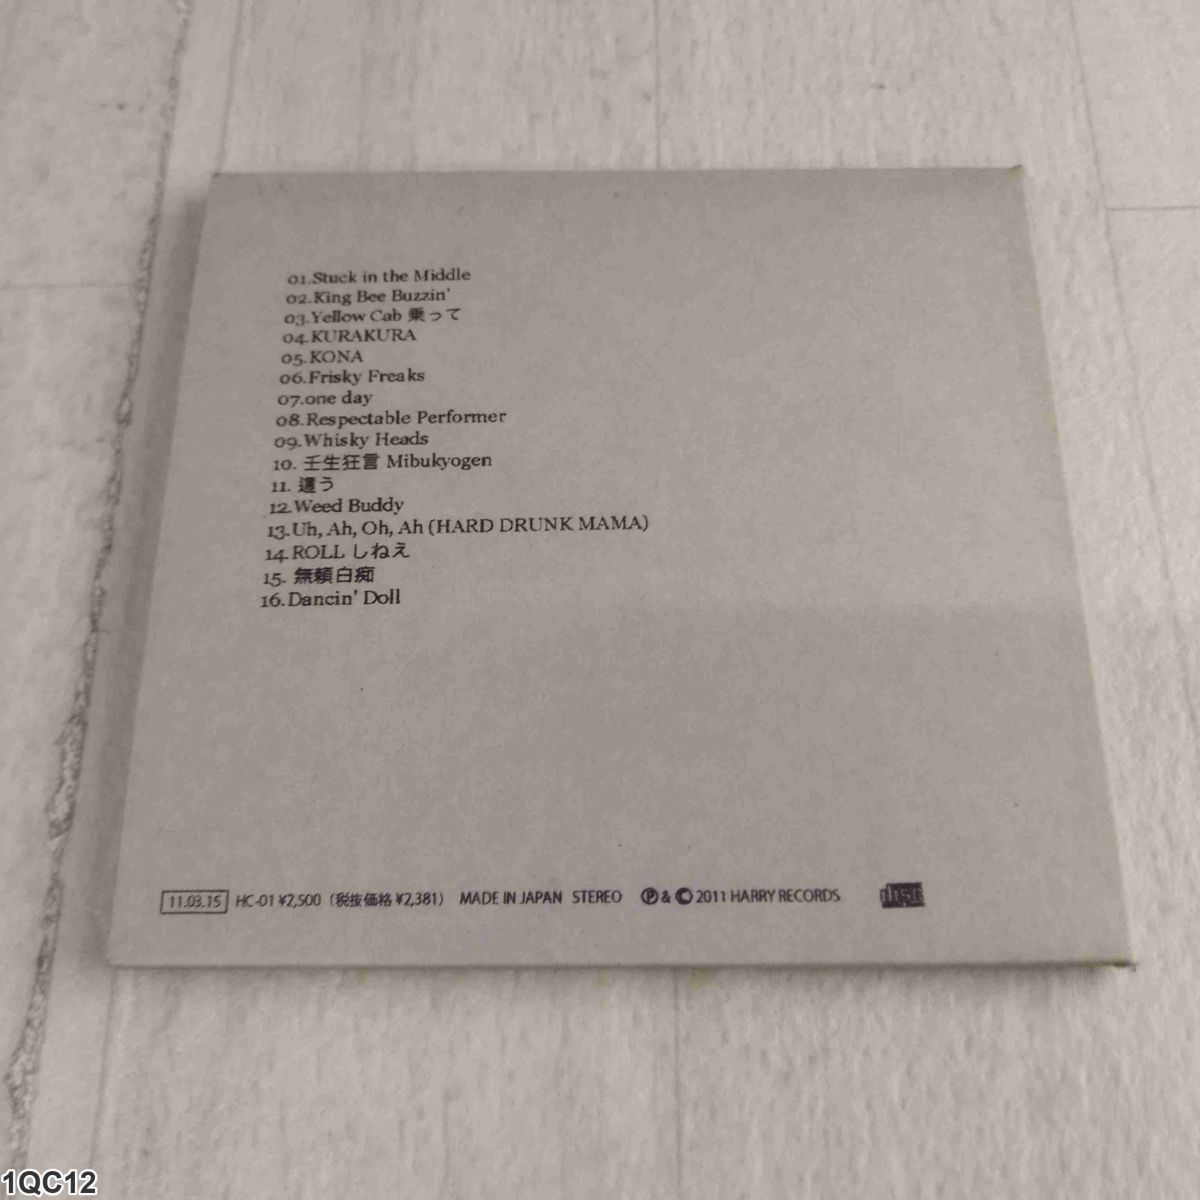 01.Stuck in the Middle
02.King Bee Buzzin'
03.Yellow Cab 乗って
04.KURAKURA
05.KONA
06.Frisky Freaks
07.one day
08.Respectable Performer
09.Whisky Heads
10. 壬生狂言 Mibukyogen
11. 這う
12.Weed Buddy
13.Uh, Ah, Oh, Ah (HARD DRUNK MAMA)
14.ROLL しねえ
15. 無頼白痴
16.Dancin' Doll
11.03.15 HC-01 ¥2,500（税抜価格 ¥2,381） MADE IN JAPAN STEREO Ⓟ & © 2011 HARRY RECORDS disc
1QC12